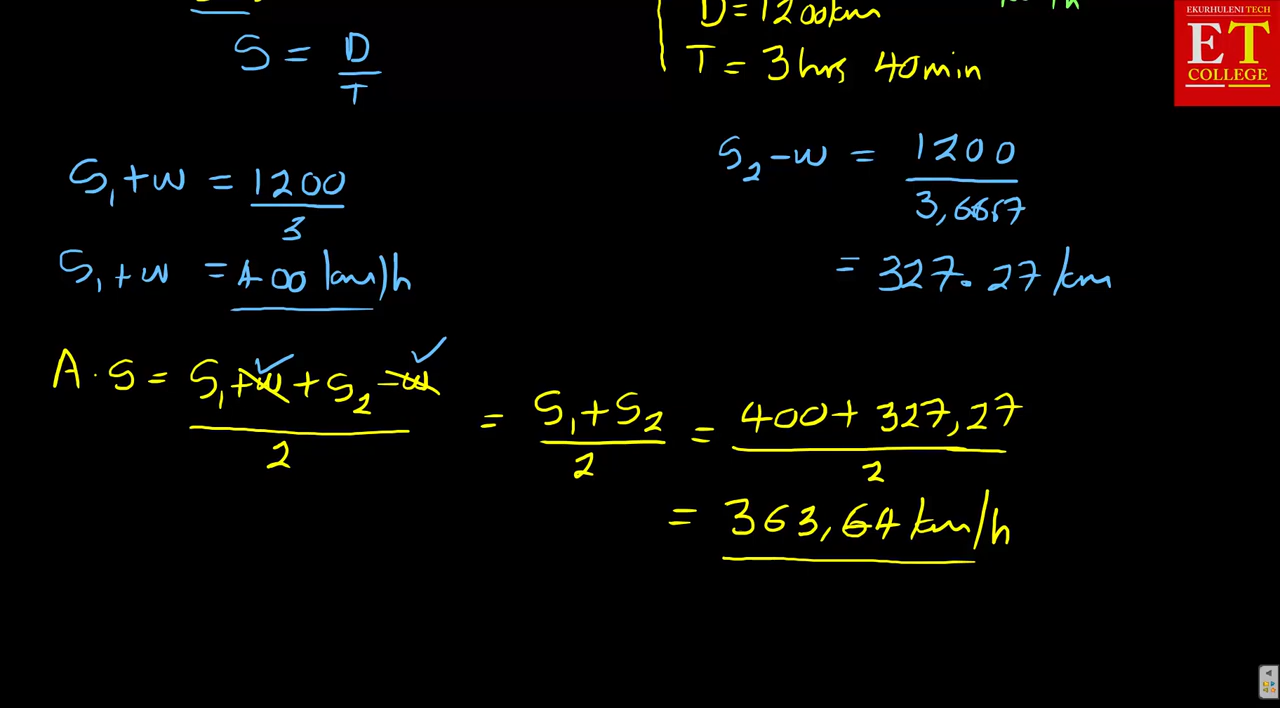 D = 1200km
T = 3hrs 40min
EKURHULENI TECH
ET
COLLEGE
S = D/T
S₁+w = 1200/3
S₁+w = 400 km/h
S₂-w = 1200/3,6667
= 327.27/km
A.S = S₁+w+S₂-w/2 = S₁+S₂/2 = 400+327,27/2
= 363,64 km/h